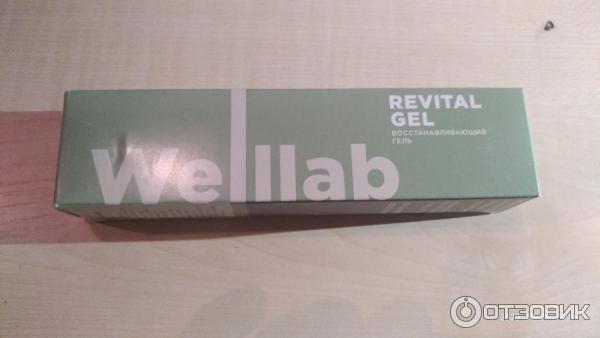 REVITAL
GEL
ВОССТАНАВЛИВАЮЩИЙ
ГЕЛЬ
Welllab
ОТЗОВИК